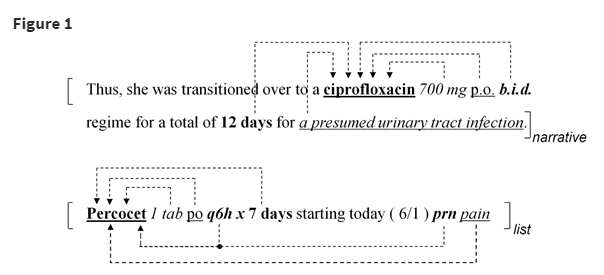 Figure 1
[ Thus, she was transitioned over to a ciprofloxacin 700 mg p.o. b.i.d.
regime for a total of 12 days for a presumed urinary tract infection. ] narrative
[ Percocet 1 tab po q6h x 7 days starting today ( 6/1 ) prn pain ] list